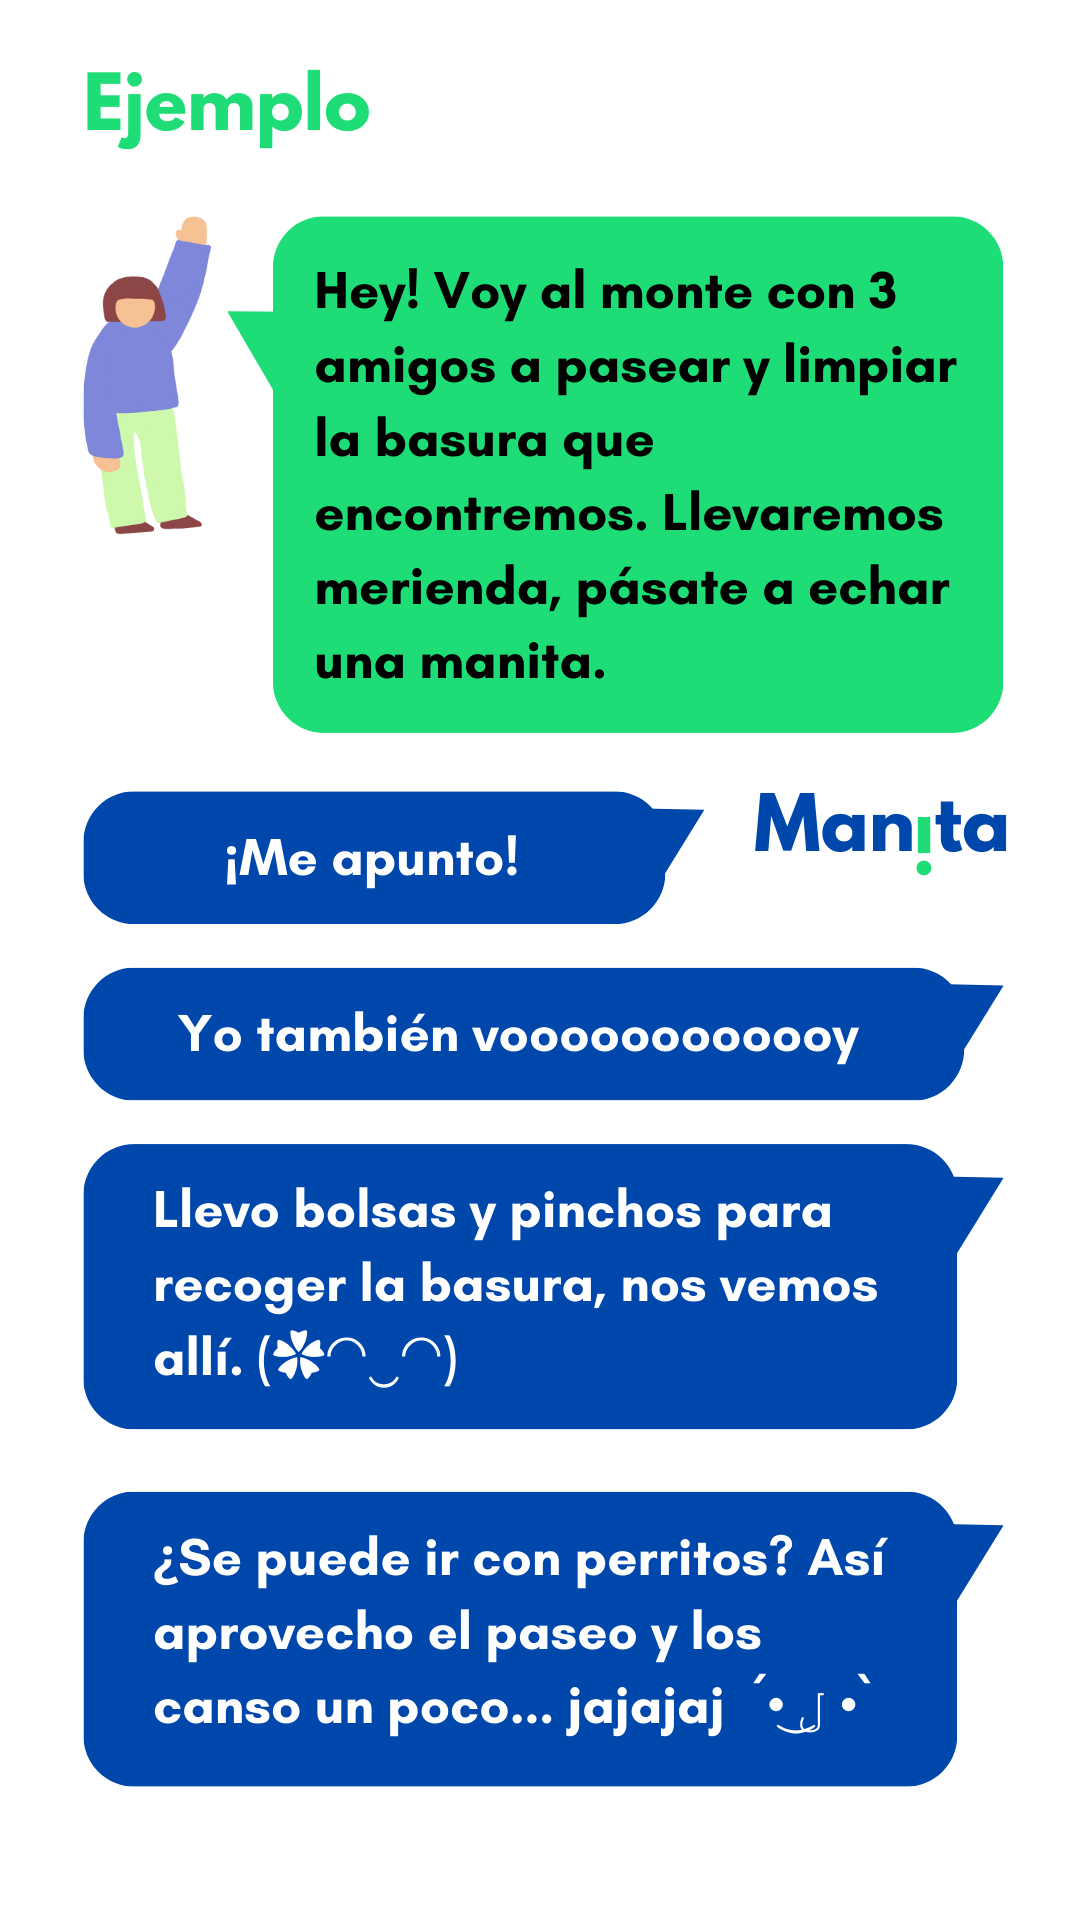 Ejemplo
Hey! Voy al monte con 3
amigos a pasear y limpiar
la basura que
encontremos. Llevaremos
merienda, pásate a echar
una manita.
¡Me apunto!
Manita
Yo también voooooooooooy
Llevo bolsas y pinchos para
recoger la basura, nos vemos
allí. (✿◠‿◠)
¿Se puede ir con perritos? Así
aprovecho el paseo y los
canso un poco... jajajaj ´• ͜ʖ •`